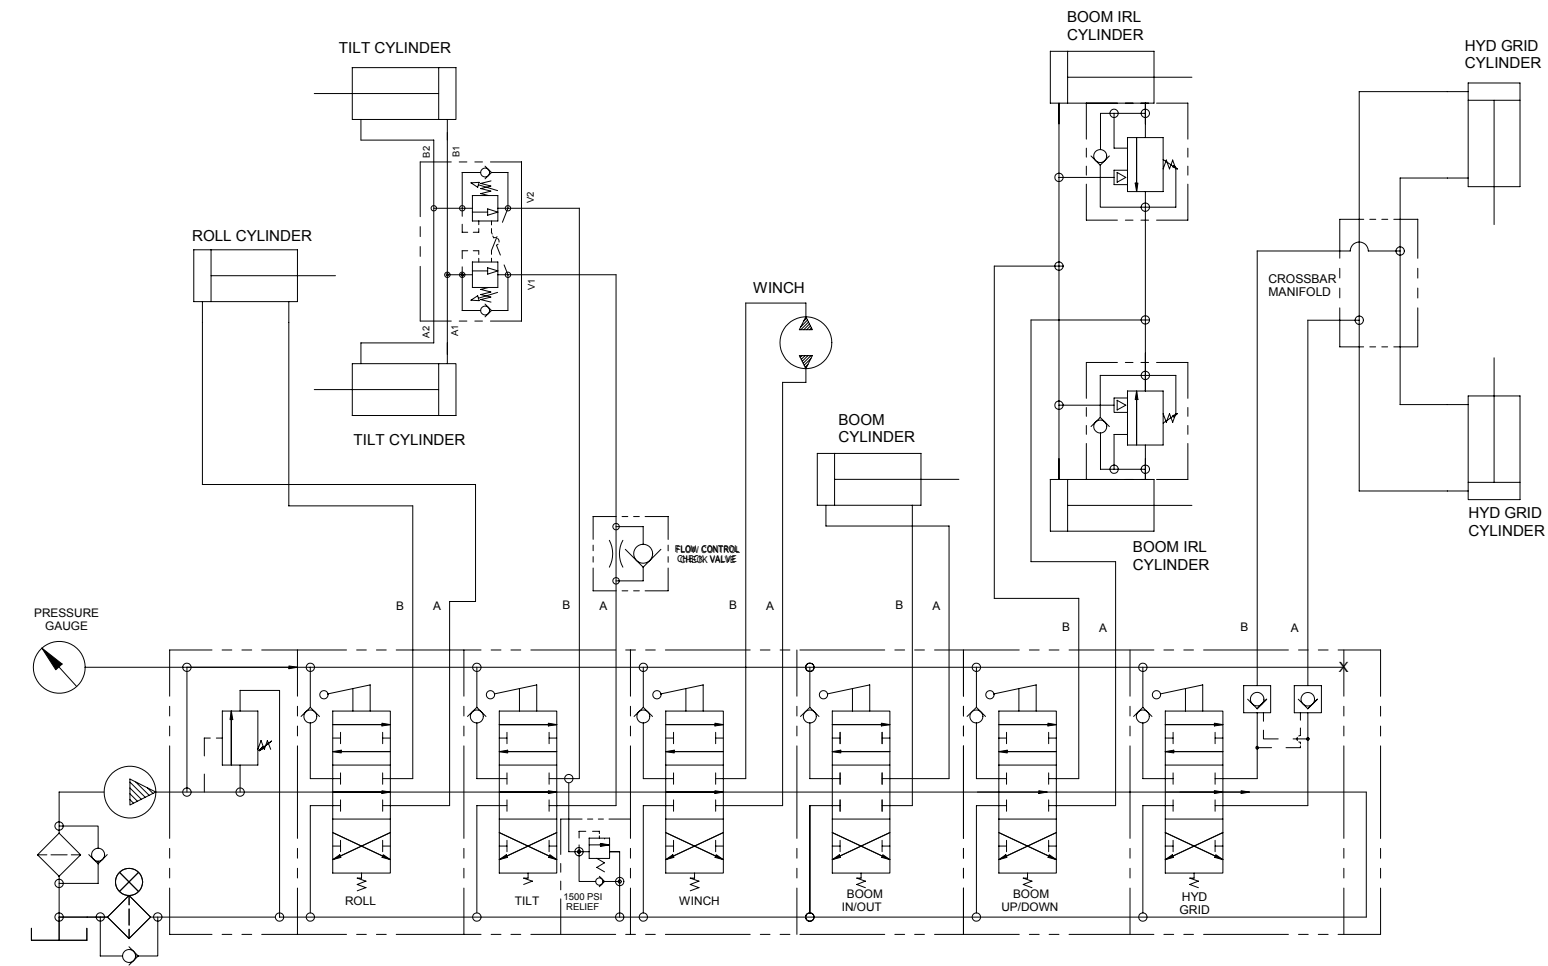 BOOM IRL
CYLINDER
TILT CYLINDER
HYD GRID
CYLINDER
B2
B1
V2
ROLL CYLINDER
V1
CROSSBAR
MANIFOLD
WINCH
A2
A1
BOOM
CYLINDER
TILT CYLINDER
HYD GRID
CYLINDER
BOOM IRL
CYLINDER
FLOW CONTROL
CHECK VALVE
PRESSURE
GAUGE
B
A
B
A
B
A
B
A
B
A
B
A
X
ROLL
TILT
1500 PSI
RELIEF
WINCH
BOOM
IN/OUT
BOOM
UP/DOWN
HYD
GRID